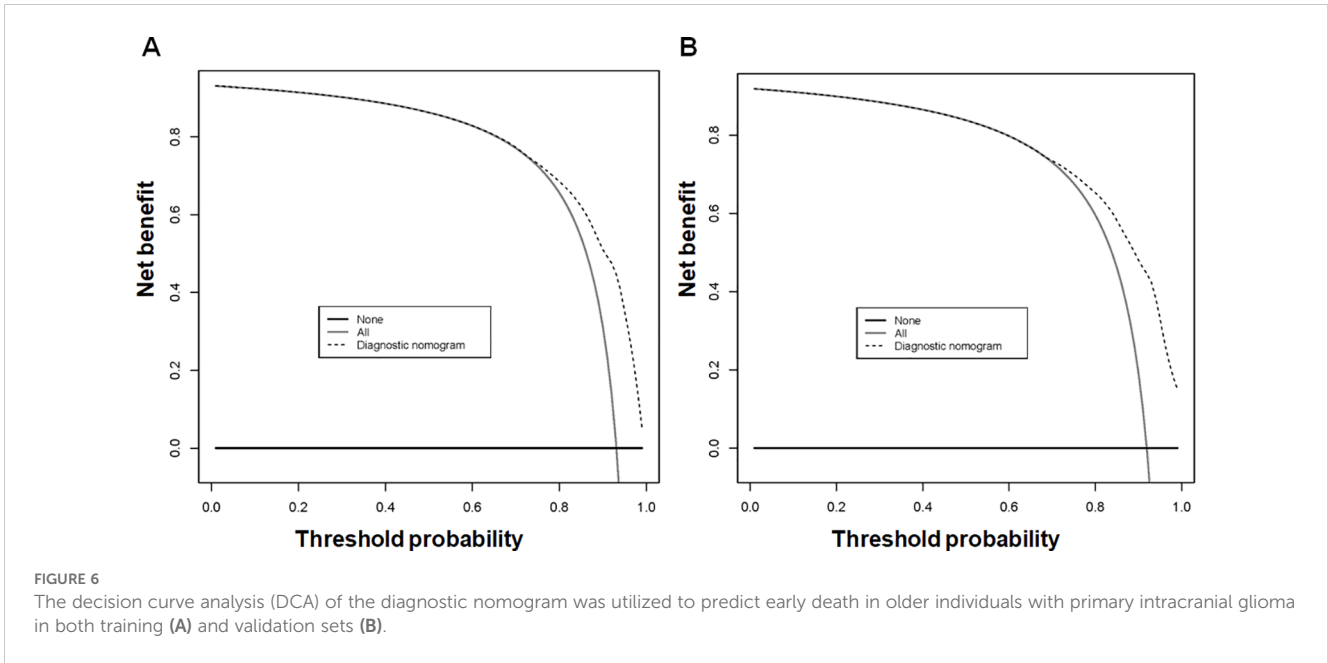 A
Net benefit
0.8
0.6
0.4
0.2
0.0
None
All
Diagnostic nomogram
0.0 0.2 0.4 0.6 0.8 1.0
Threshold probability
B
Net benefit
0.8
0.6
0.4
0.2
0.0
None
All
Diagnostic nomogram
0.0 0.2 0.4 0.6 0.8 1.0
Threshold probability
FIGURE 6
The decision curve analysis (DCA) of the diagnostic nomogram was utilized to predict early death in older individuals with primary intracranial glioma
in both training (A) and validation sets (B).